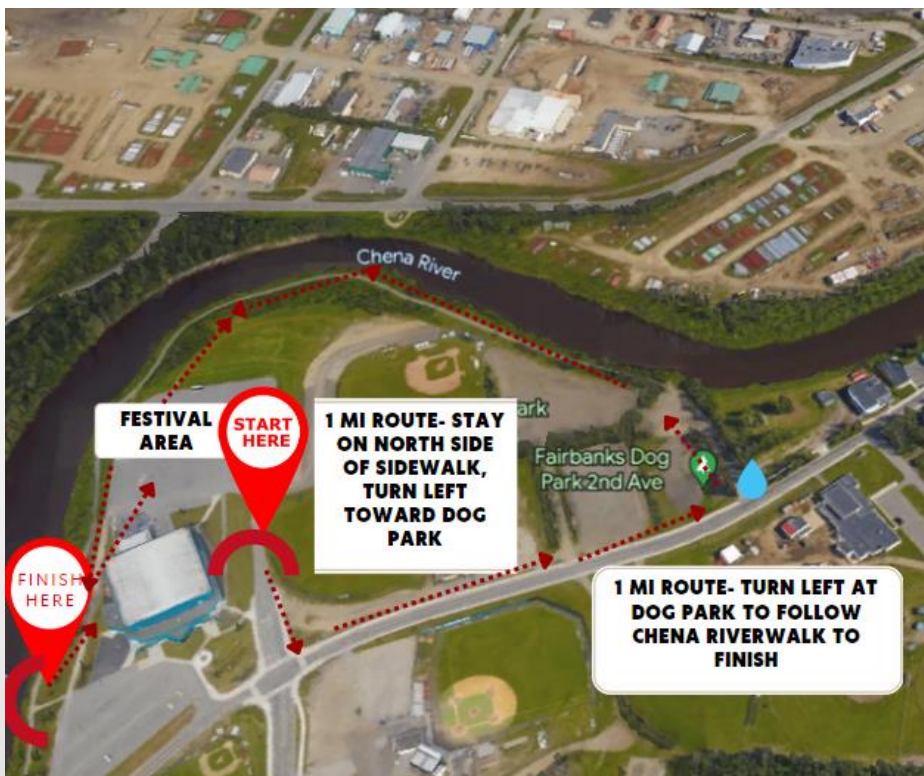 Chena River
FESTIVAL
AREA
START
HERE
1 MI ROUTE- STAY
ON NORTH SIDE
OF SIDEWALK,
TURN LEFT
TOWARD DOG
PARK
ark
Fairbanks Dog
Park 2nd Ave
FINISH
HERE
1 MI ROUTE- TURN LEFT AT
DOG PARK TO FOLLOW
CHENA RIVERWALK TO
FINISH